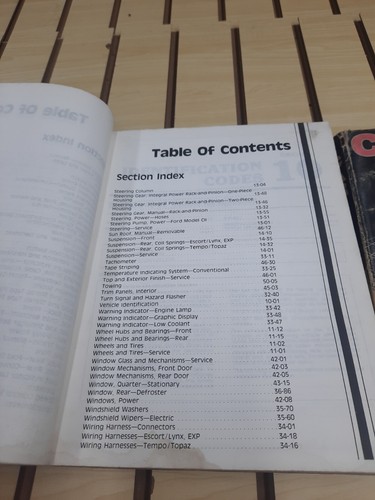 Table Of Contents
Section Index
Steering Column 13-04
Steering Gear, Integral Power Rack and Pinion—One-Piece
Housing 13-45
Steering Gear, Integral Power Rack and Pinion—Two-Piece
Housing 13-46
Steering Gear, Manual—Rack and Pinion
Steering, Power—Hoses 13-55
Steering Pump, Power—Ford Model CII 13-51
Steering—Service 13-01
Sun Roof, Manual—Removable
Suspension—Front 14-10
Suspension—Rear, Coil Springs—Escort/Lynx, EXP 14-35
Suspension—Rear, Coil Springs—Tempo/Topaz 14-32
Suspension—Service 14-01
Tachometer 33-11
Tape Striping 46-30
Temperature Indicating System—Conventional 33-25
Top and Exterior Finish—Service 46-01
Towing 50-05
Trim Panels, Interior 45-03
Turn Signal and Hazard Flasher 32-40
Vehicle Identification 10-01
Warning Indicator—Engine Lamp 33-42
Warning Indicator—Graphic Display 33-48
Warning Indicator—Low Coolant 33-47
Wheel Hubs and Bearings—Front 11-12
Wheel Hubs and Bearings—Rear 11-15
Wheels and Tires 11-02
Wheels and Tires—Service 11-01
Window Glass and Mechanisms—Service 42-01
Window Mechanisms, Front Door 42-03
Window Mechanisms, Rear Door 42-05
Window, Quarter—Stationary 43-15
Window, Rear—Defroster 36-86
Windows, Power 42-08
Windshield Washers 35-70
Windshield Wipers—Electric 35-60
Wiring Harness—Connectors 34-01
Wiring Harnesses—Escort/Lynx, EXP 34-18
Wiring Harnesses—Tempo/Topaz 34-16